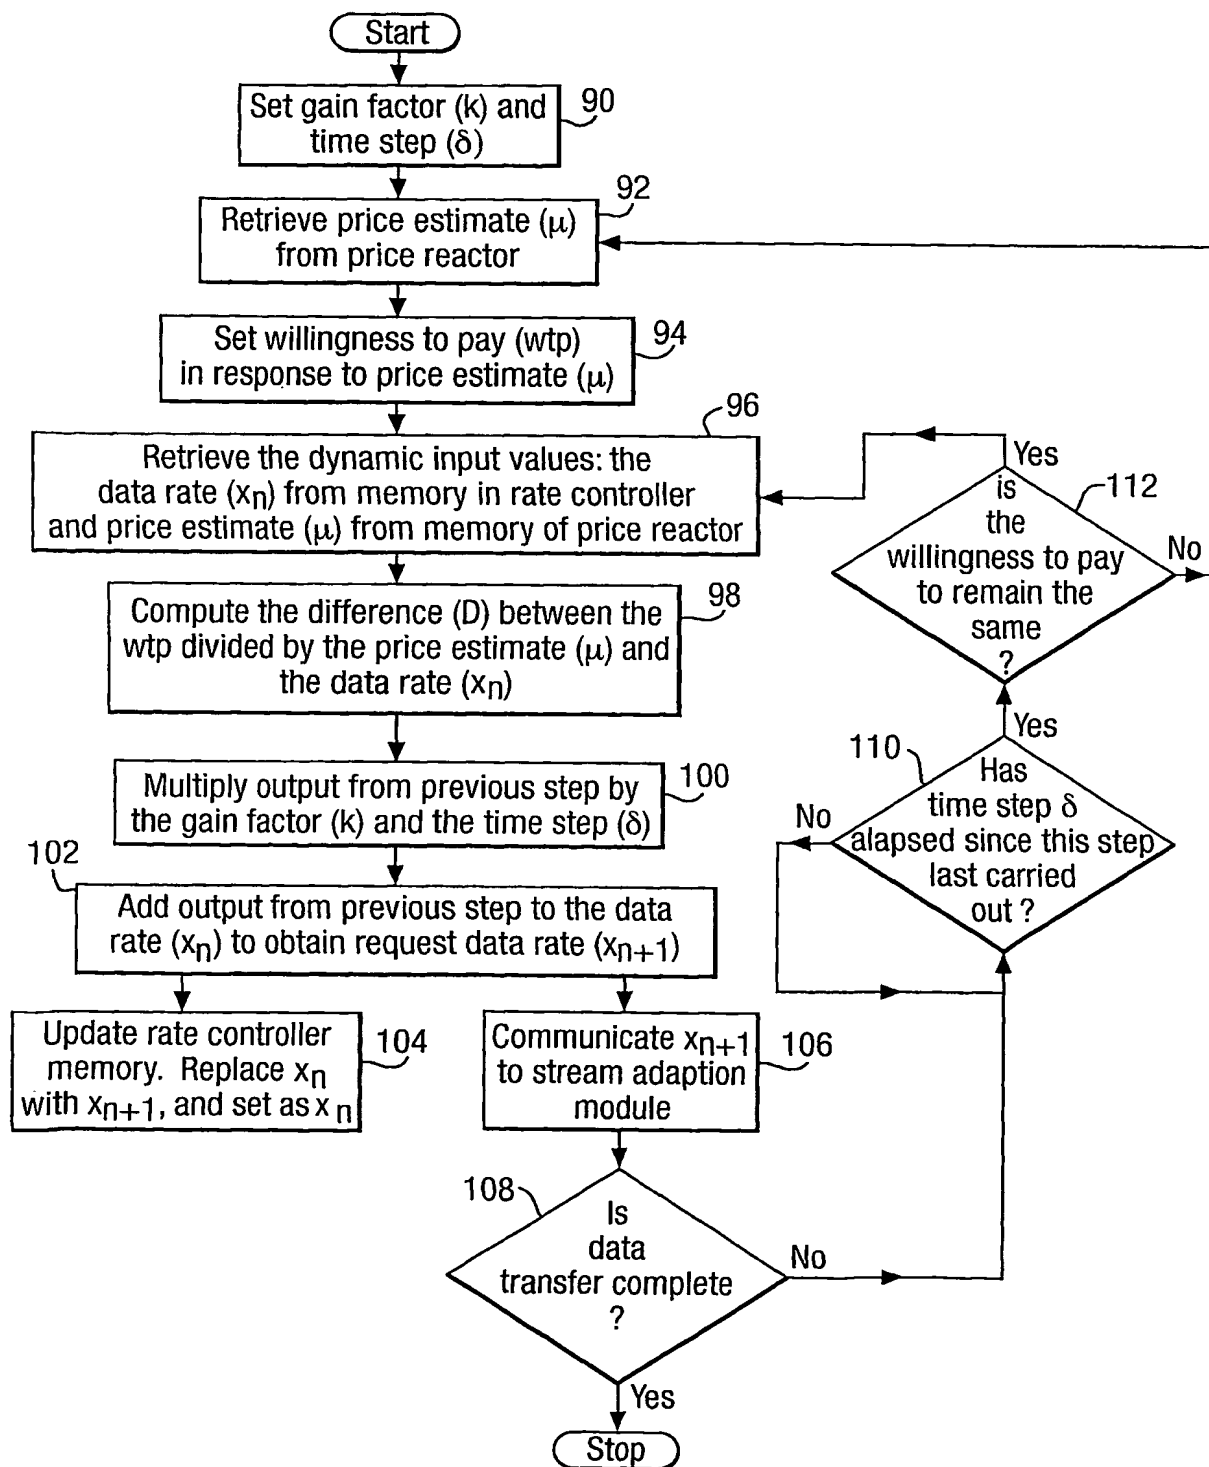 Start
90
Set gain factor (k) and
time step (δ)
92
Retrieve price estimate (μ)
from price reactor
94
Set willingness to pay (wtp)
in response to price estimate (μ)
96
Retrieve the dynamic input values: the
data rate (xn) from memory in rate controller
and price estimate (μ) from memory of price reactor
98
Compute the difference (D) between the
wtp divided by the price estimate (μ) and
the data rate (xn)
100
Multiply output from previous step by
the gain factor (k) and the time step (δ)
102
Add output from previous step to the data
rate (xn) to obtain request data rate (xn+1)
104
Update rate controller
memory. Replace xn
with xn+1, and set as xn
106
Communicate xn+1
to stream adaption
module
108
Is
data
transfer complete
?
No
Yes
Stop
110
Has
time step δ
alapsed since this step
last carried
out ?
No
Yes
112
is
the
willingness to pay
to remain the
same
?
Yes
No